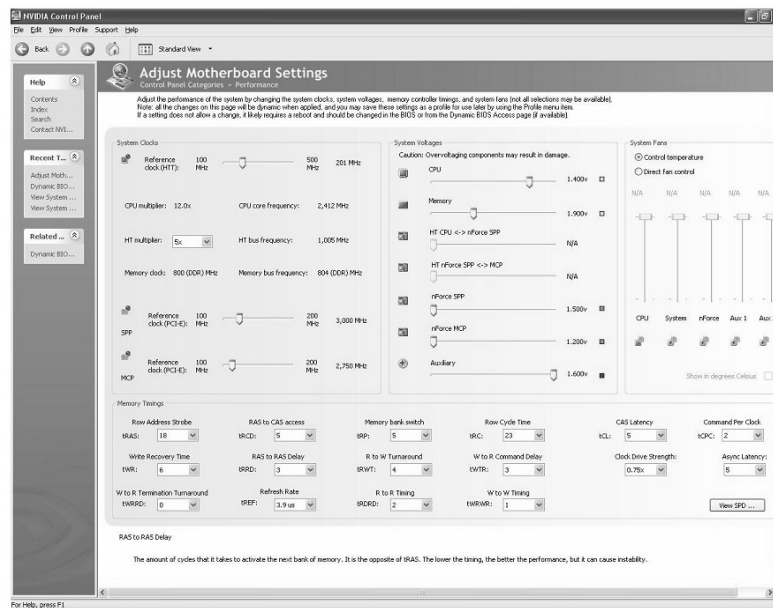 NVIDIA Control Panel
File Edit View Profile Support Help
Back Standard View
Help
Contents
Index
Search
Contact NVI...
Recent T...
Adjust Moth...
Dynamic BIO...
View System ...
View System ...
Related ...
Dynamic BIO...
Adjust Motherboard Settings
Control Panel Categories - Performance
Adjust the performance of the system by changing the system clocks, system voltages, memory controller timings, and system fans (not all selections may be available).
Note: all the changes on this page will be dynamic when applied, and you may save these settings as a profile for use later by using the Profile menu item.
If a setting does not allow a change, it likely requires a reboot and should be changed in the BIOS or from the Dynamic BIOS Access page (if available).
System Clocks
Reference clock (HTT): 100 MHz 500 MHz 201 MHz
CPU multiplier: 12.0x CPU core frequency: 2,412 MHz
HT multiplier: 5x HT bus frequency: 1,005 MHz
Memory clock: 800 (DDR) MHz Memory bus frequency: 804 (DDR) MHz
SPP Reference clock (PCI-E): 100 MHz 200 MHz 3,000 MHz
MCP Reference clock (PCI-E): 100 MHz 200 MHz 2,750 MHz
System Voltages
Caution: Overvoltaging components may result in damage.
CPU
1.400v
Memory
1.900v
HT CPU <-> nForce SPP
N/A
HT nForce SPP <-> MCP
N/A
nForce SPP
1.500v
nForce MCP
1.200v
Auxiliary
1.600v
System Fans
Control temperature
Direct fan control
N/A N/A N/A N/A N/A
CPU System nForce Aux 1 Aux
Show in degrees Celsius
Memory Timings
Row Address Strobe RAS to CAS access Memory bank switch Row Cycle Time CAS Latency Command Per Clock
tRAS: 18 tRCD: 5 tRP: 5 tRC: 23 tCL: 5 tCPC: 2
Write Recovery Time RAS to RAS Delay R to W Turnaround W to R Command Delay Clock Drive Strength: Async Latency:
tWR: 6 tRRD: 3 tRWT: 4 tWTR: 3 0.75x 5
W to R Termination Turnaround Refresh Rate R to R Timing W to W Timing
tWRRD: 0 tREF: 3.9 us tRDRD: 2 tWRWR: 1 View SPD ...
RAS to RAS Delay
The amount of cycles that it takes to activate the next bank of memory. It is the opposite of tRAS. The lower the timing, the better the performance, but it can cause instability.
For Help, press F1